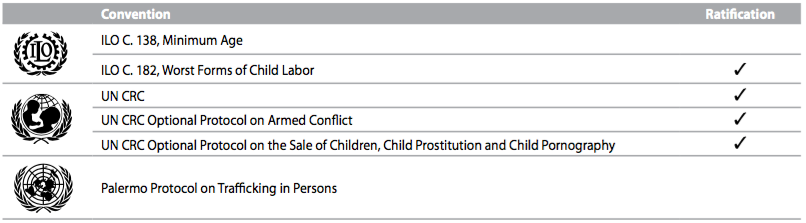 Convention Ratification
ILO
ILO C. 138, Minimum Age
ILO C. 182, Worst Forms of Child Labor ✓
UN CRC ✓
UN CRC Optional Protocol on Armed Conflict ✓
UN CRC Optional Protocol on the Sale of Children, Child Prostitution and Child Pornography ✓
Palermo Protocol on Trafficking in Persons